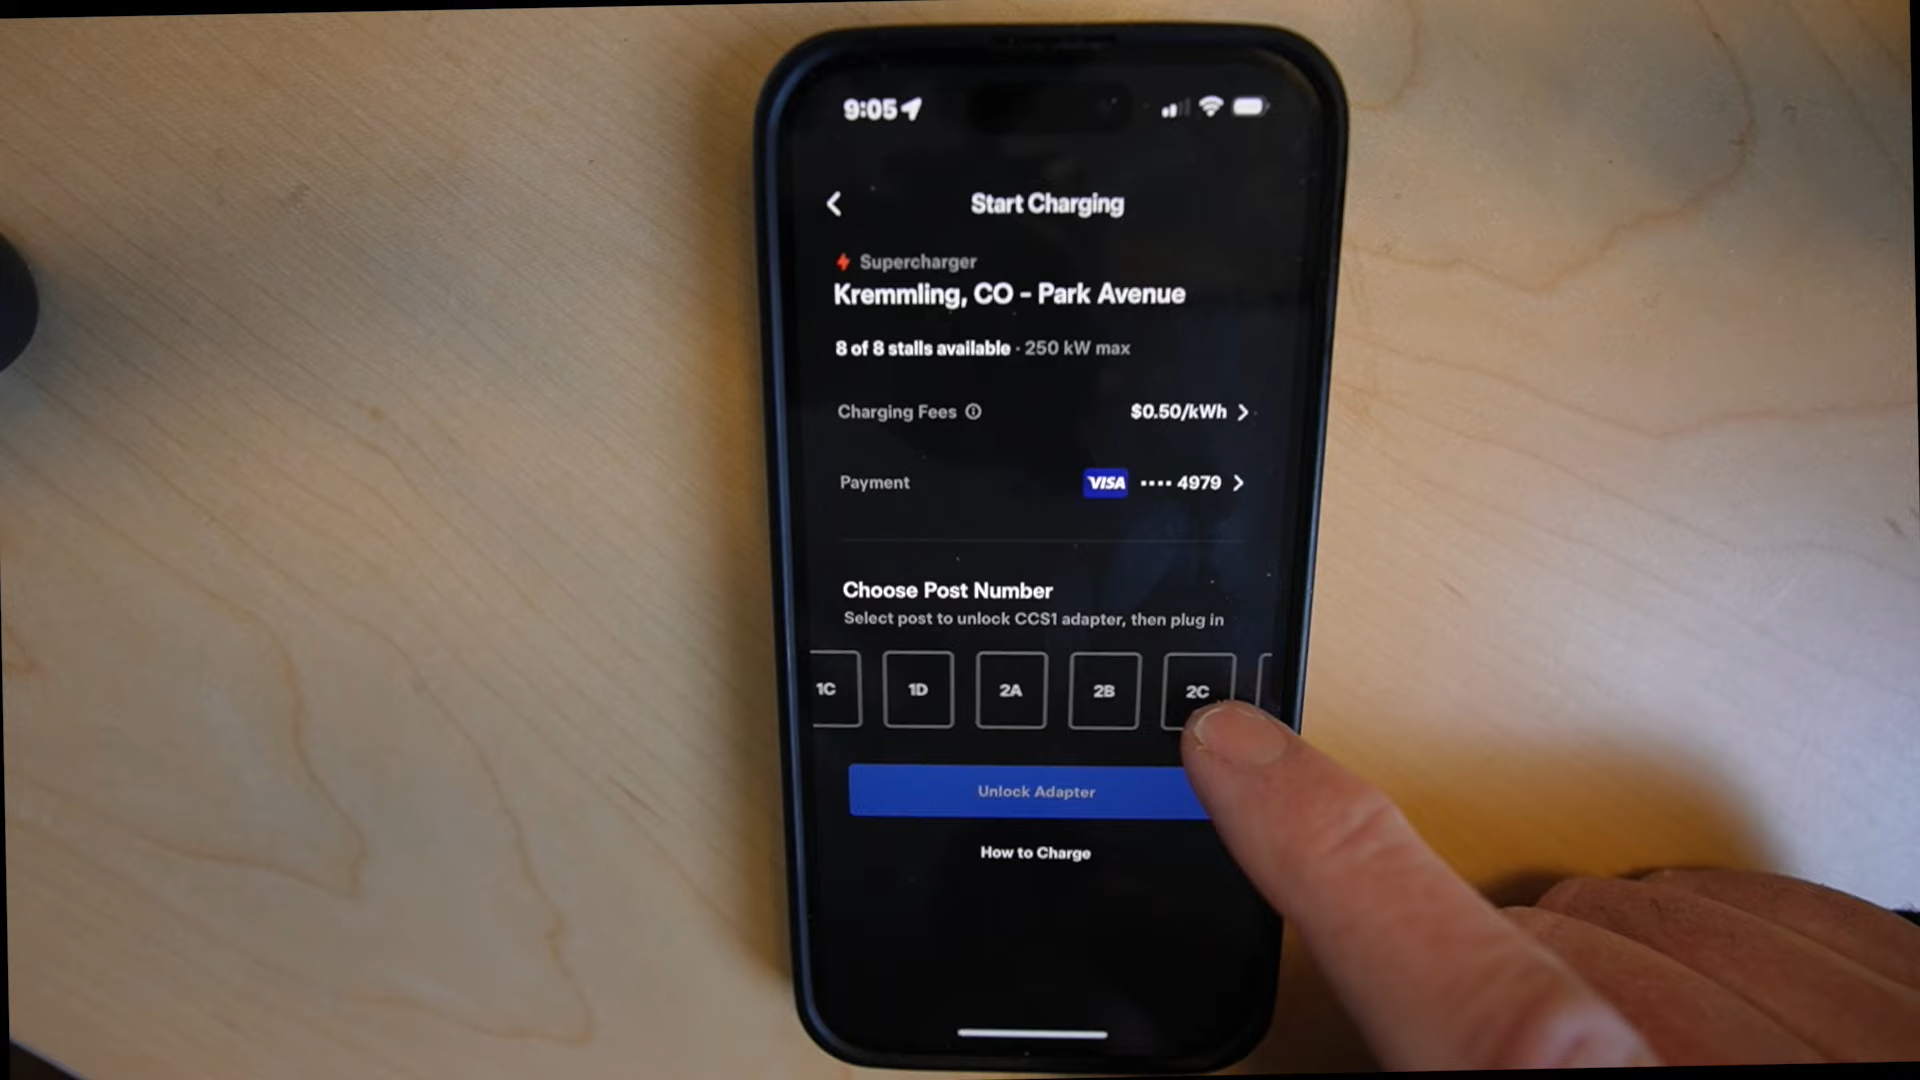 9:05
Start Charging
Supercharger
Kremmling, CO - Park Avenue
8 of 8 stalls available · 250 kW max
Charging Fees $0.50/kWh
Payment VISA •••• 4979
Choose Post Number
Select post to unlock CCS1 adapter, then plug in
1C 1D 2A 2B 2C
Unlock Adapter
How to Charge